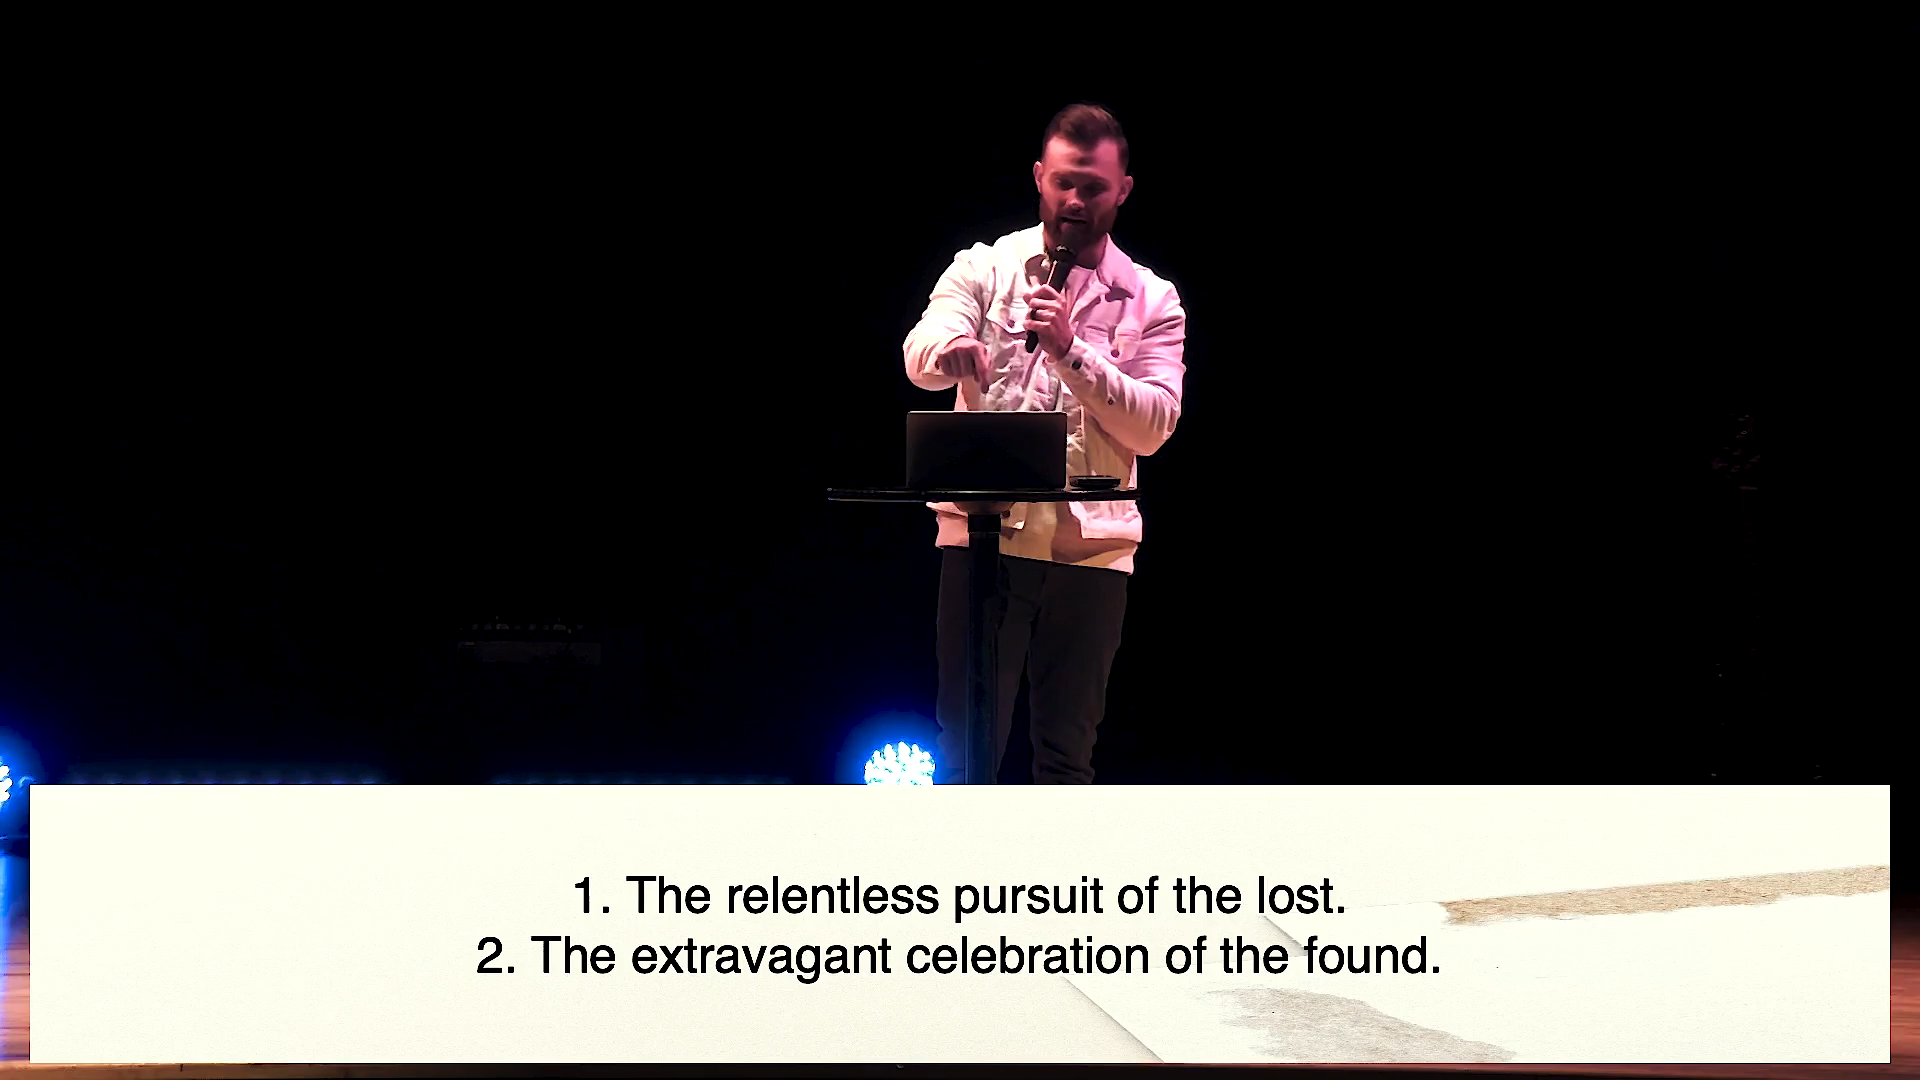 1. The relentless pursuit of the lost.
2. The extravagant celebration of the found.